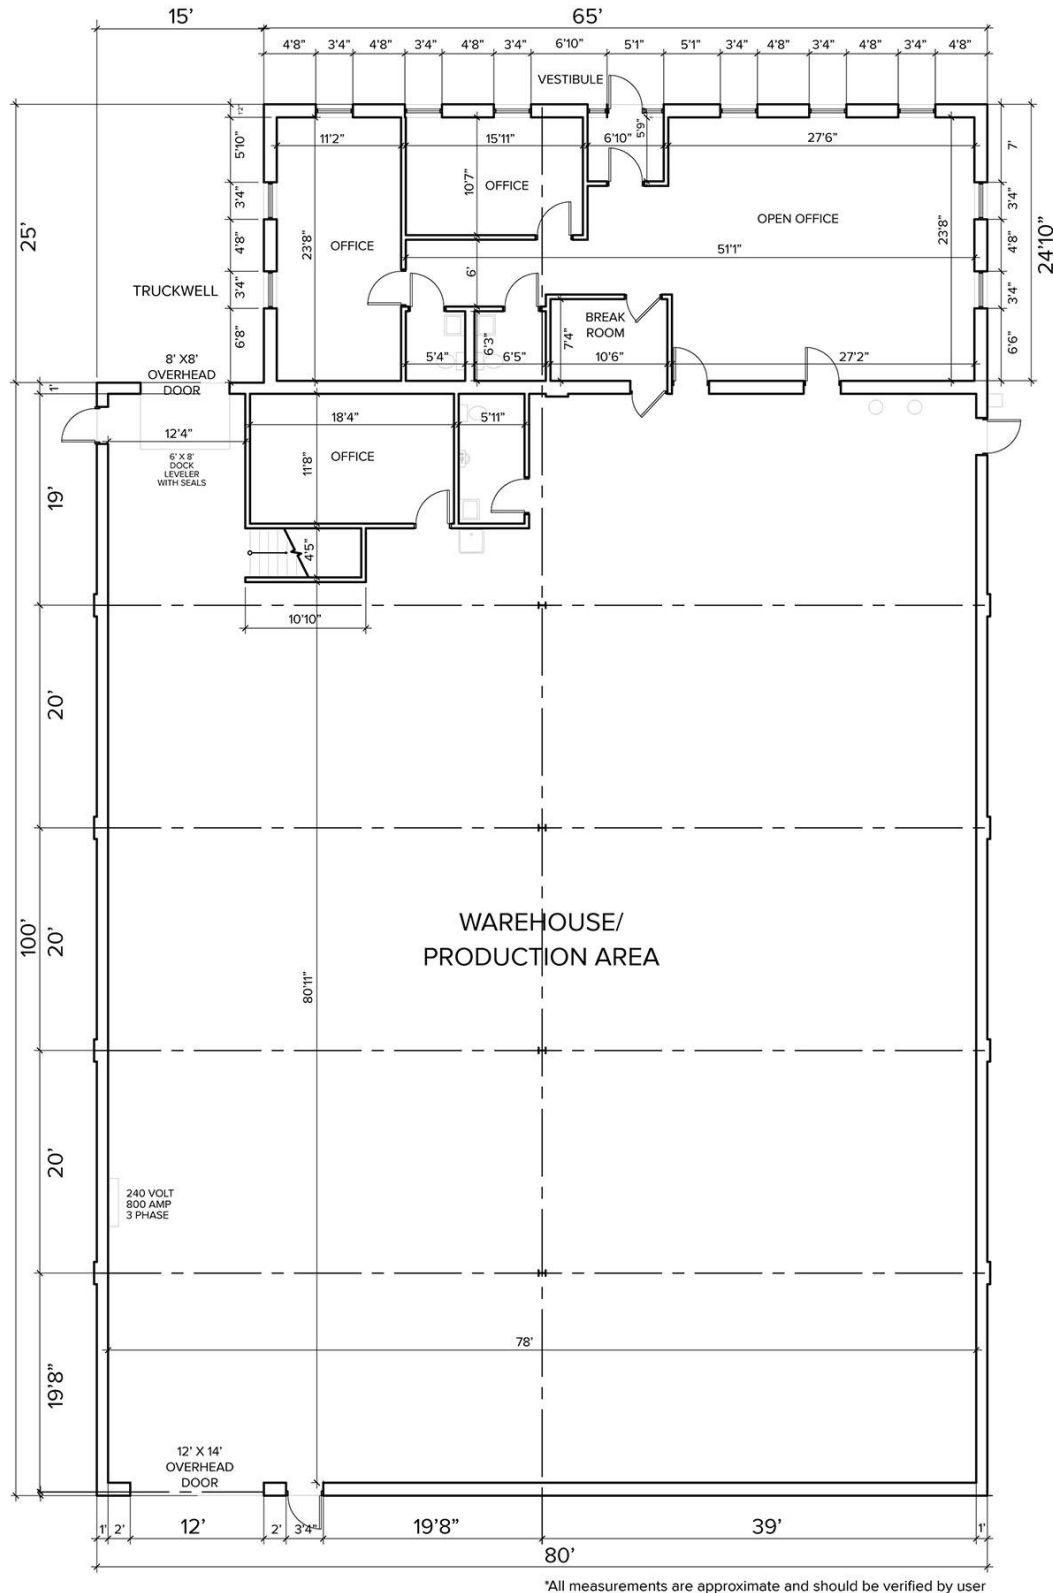 15'
65'
4'8" 3'4" 4'8" 3'4" 4'8" 3'4" 6'10" 5'1" 5'1" 3'4" 4'8" 3'4" 4'8" 3'4" 4'8"
VESTIBULE
25'
5'10"
3'4"
4'8"
3'4"
6'8"
11'2"
15'11"
6'10"
5'9"
27'6"
7'
3'4"
4'8"
3'4"
6'6"
24'10"
10'7"
OFFICE
OPEN OFFICE
23'8"
OFFICE
23'8"
51'1"
6'
TRUCKWELL
BREAK
ROOM
7'4"
5'4"
6'3"
6'5"
10'6"
27'2"
8' X8'
OVERHEAD
DOOR
1'
12'4"
18'4"
5'11"
6' X 8'
DOCK
LEVELER
WITH SEALS
OFFICE
11'8"
19'
4'5"
10'10"
20'
WAREHOUSE/
PRODUCTION AREA
100'
20'
80'11"
20'
240 VOLT
800 AMP
3 PHASE
78'
19'8"
12' X 14'
OVERHEAD
DOOR
1' 2' 12' 2' 3'4" 19'8" 39' 1'
80'
*All measurements are approximate and should be verified by user